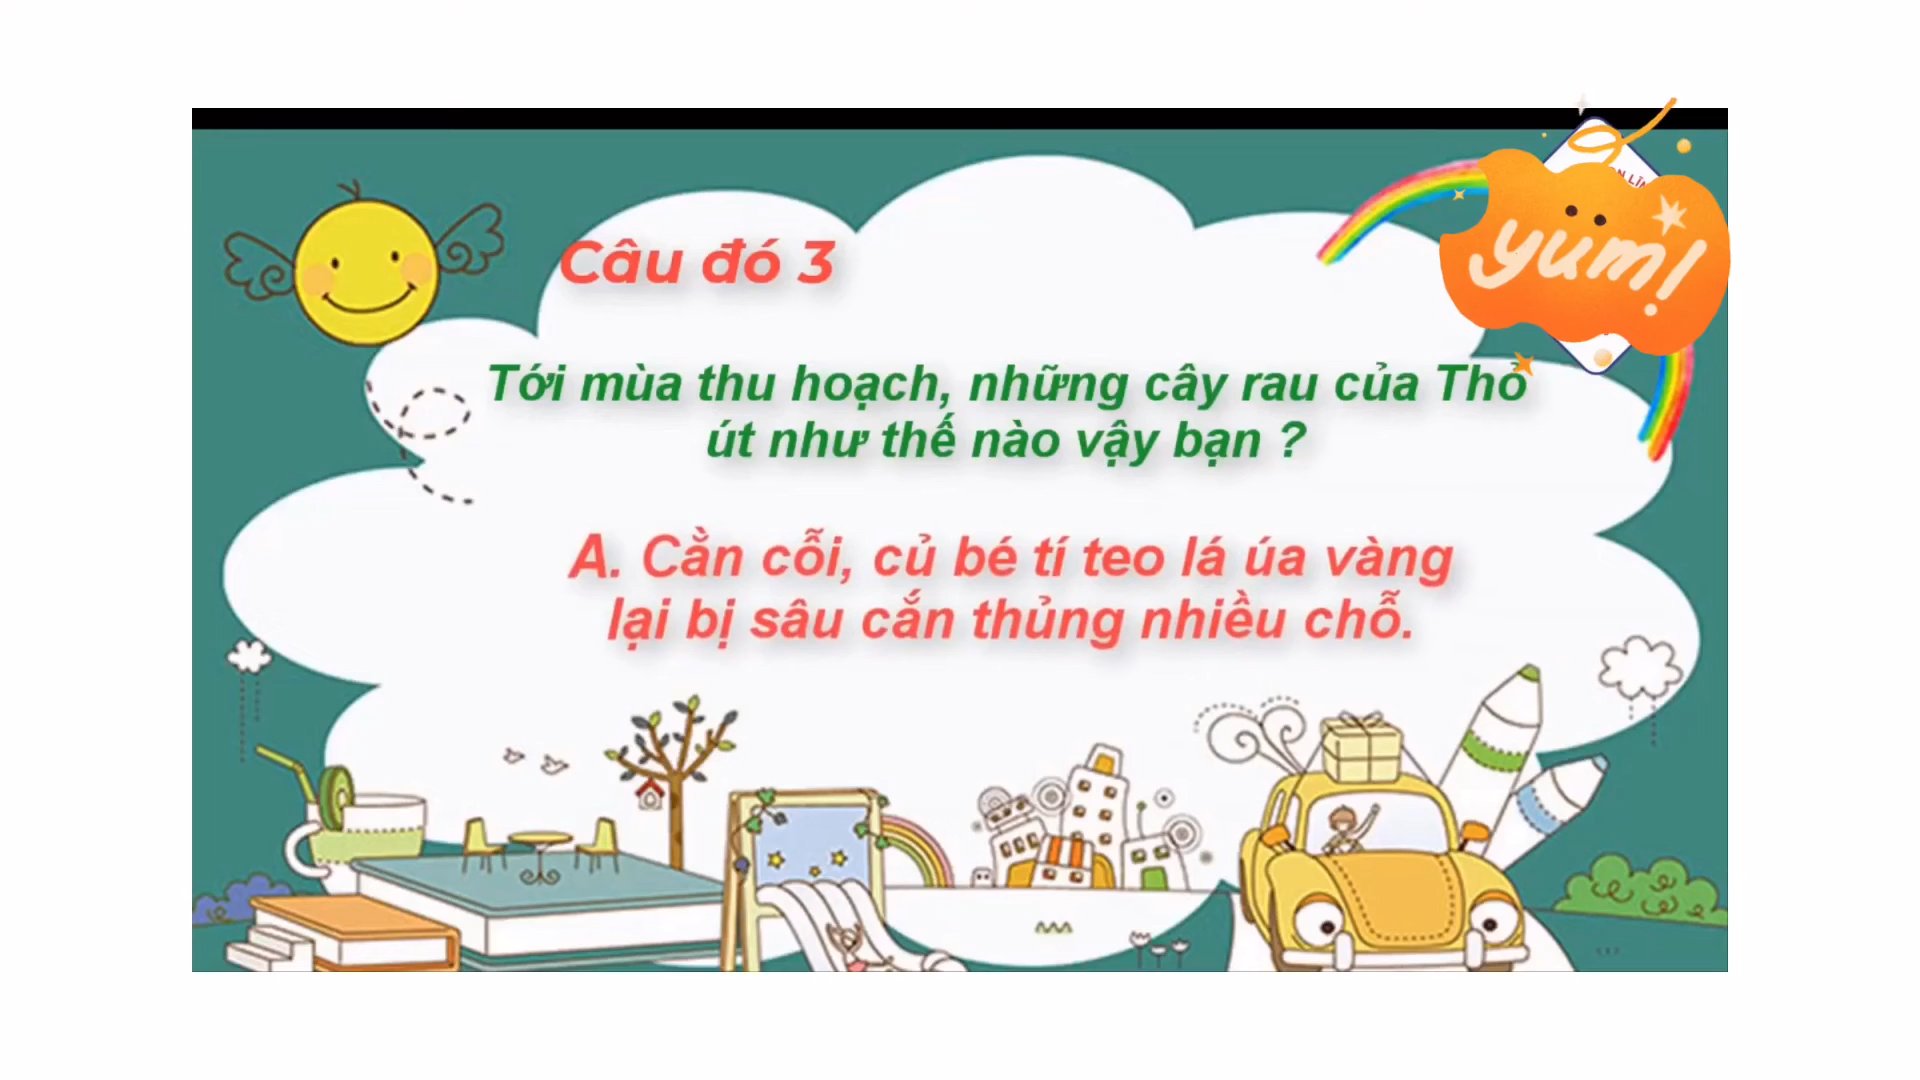 Câu đó 3
yum!
Tới mùa thu hoạch, những cây rau của Thỏ
út như thế nào vậy bạn ?
A. Cằn cỗi, củ bé tí teo lá úa vàng
lại bị sâu cắn thủng nhiều chỗ.